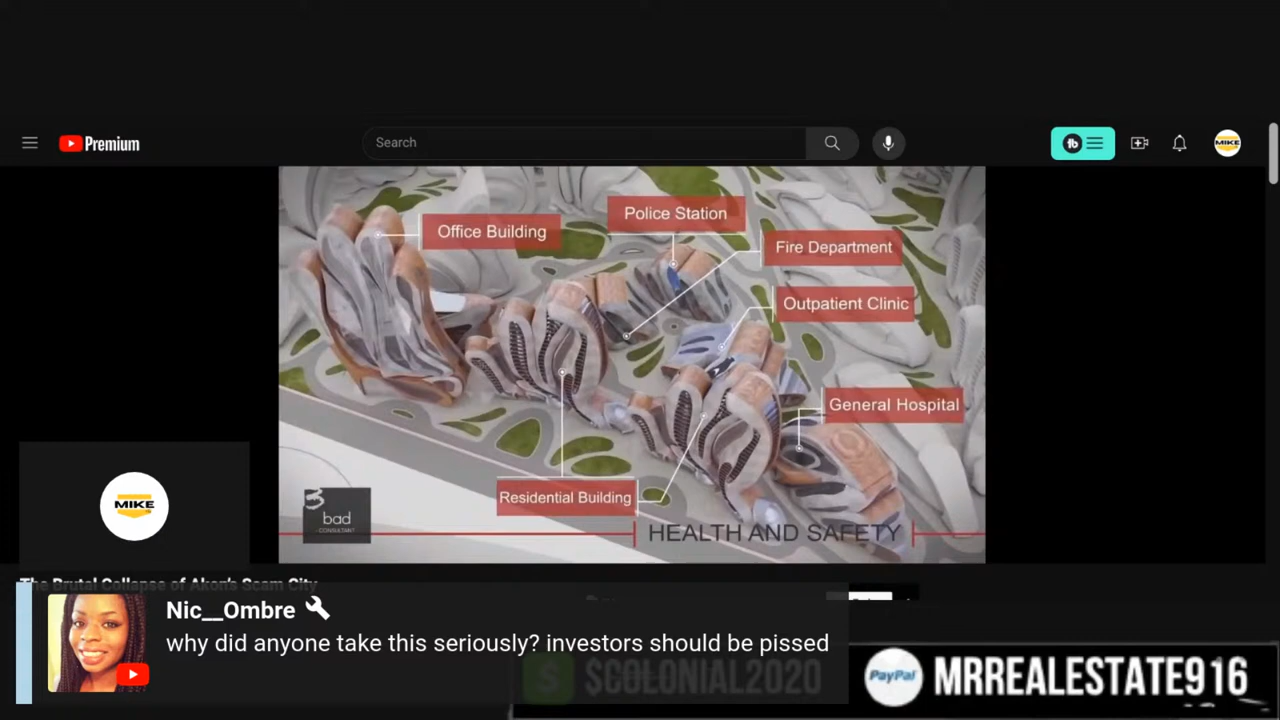 Premium
Search
MIKE
Police Station
Office Building
Fire Department
Outpatient Clinic
General Hospital
Residential Building
bad
CONSULTANT
HEALTH AND SAFETY
MIKE
The Brutal Collapse of Akon's Scam City
Nic__Ombre
why did anyone take this seriously? investors should be pissed
$COLONIAL2020
PayPal
MRREALESTATE916